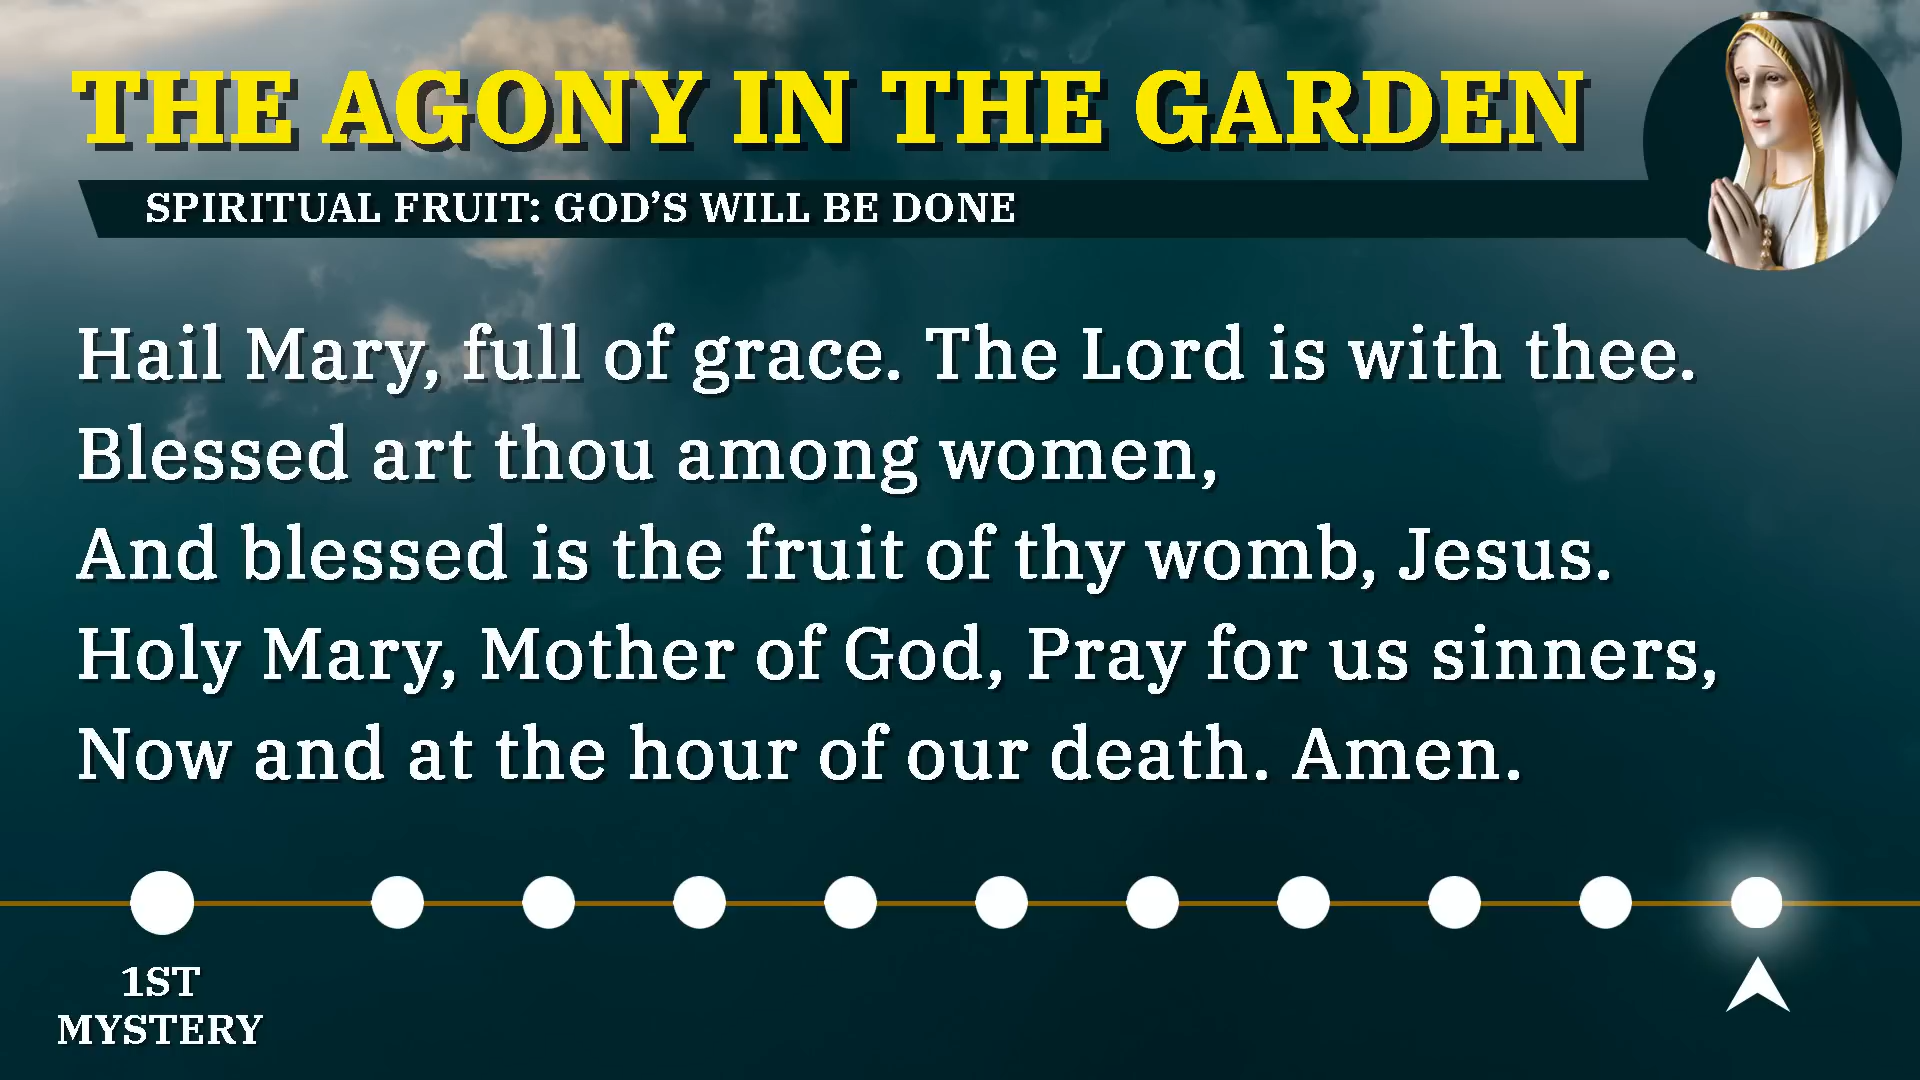 THE AGONY IN THE GARDEN
SPIRITUAL FRUIT: GOD’S WILL BE DONE
Hail Mary, full of grace. The Lord is with thee.
Blessed art thou among women,
And blessed is the fruit of thy womb, Jesus.
Holy Mary, Mother of God, Pray for us sinners,
Now and at the hour of our death. Amen.
1ST
MYSTERY